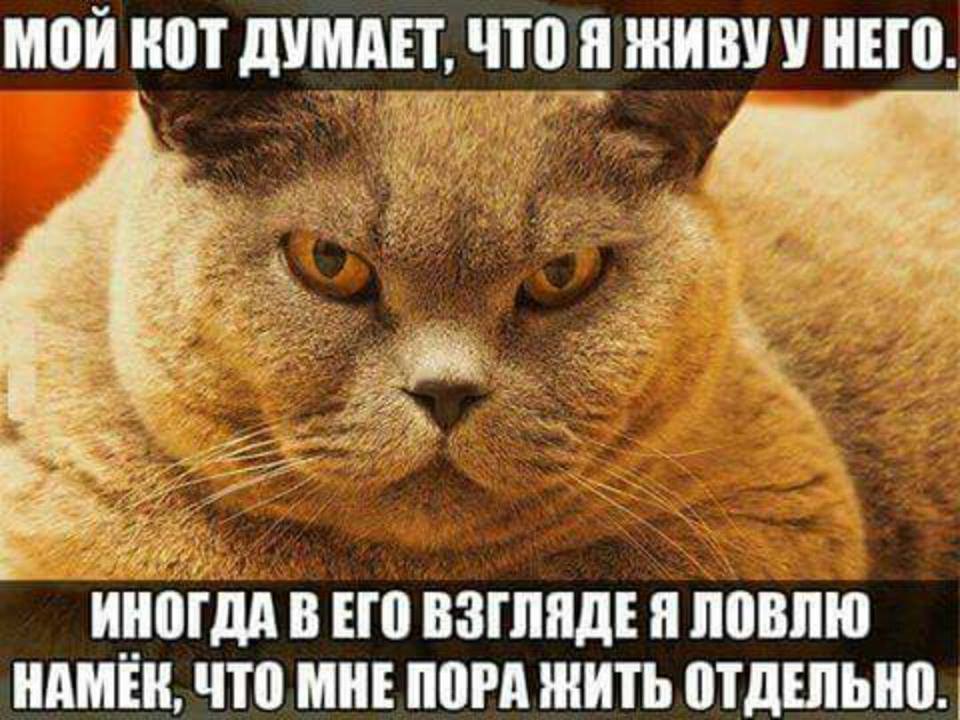 МОЙ КОТ ДУМАЕТ, ЧТО Я ЖИВУ У НЕГО.
ИНОГДА В ЕГО ВЗГЛЯДЕ Я ЛОВЛЮ
НАМЁК, ЧТО МНЕ ПОРА ЖИТЬ ОТДЕЛЬНО.